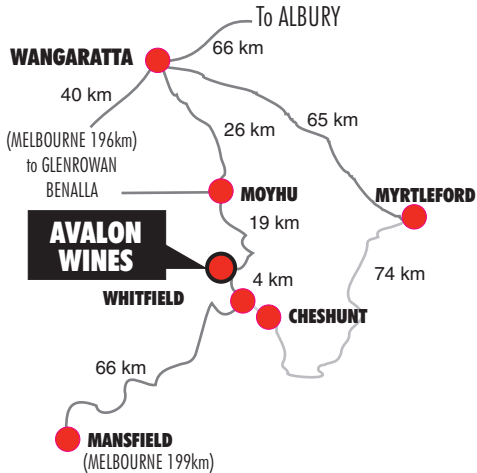 To ALBURY
66 km
WANGARATTA
40 km
26 km
65 km
(MELBOURNE 196km)
to GLENROWAN
BENALLA
MOYHU
MYRTLEFORD
19 km
AVALON
WINES
74 km
4 km
WHITFIELD
CHESHUNT
66 km
MANSFIELD
(MELBOURNE 199km)